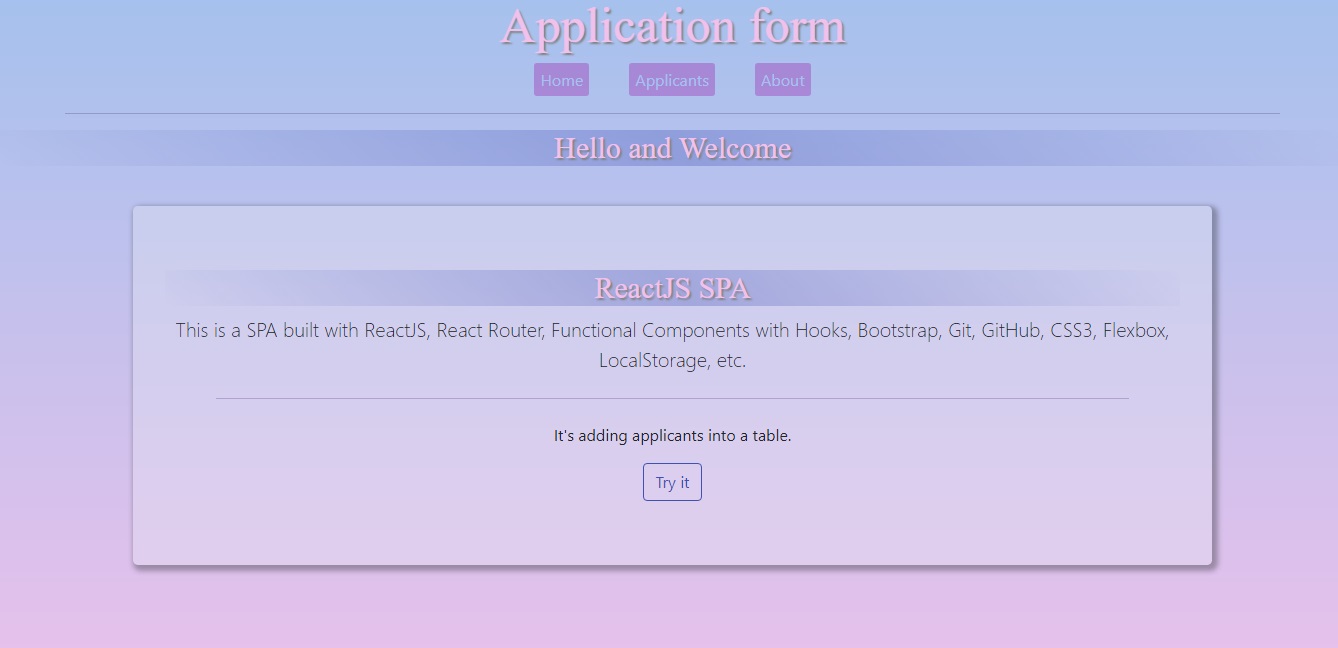 Application form
Home Applicants About
Hello and Welcome
ReactJS SPA
This is a SPA built with ReactJS, React Router, Functional Components with Hooks, Bootstrap, Git, GitHub, CSS3, Flexbox,
LocalStorage, etc.
It's adding applicants into a table.
Try it